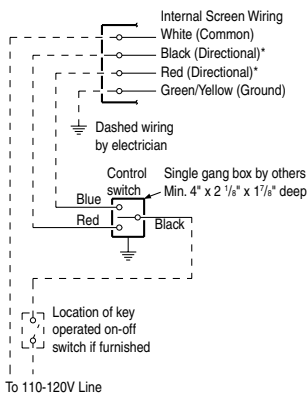 Internal Screen Wiring
White (Common)
Black (Directional)*
Red (Directional)*
Green/Yellow (Ground)
Dashed wiring
by electrician
Control
switch
Single gang box by others
Min. 4" x 2 1/8" x 17/8" deep
Blue
Red
Black
Location of key
operated on-off
switch if furnished
To 110-120V Line